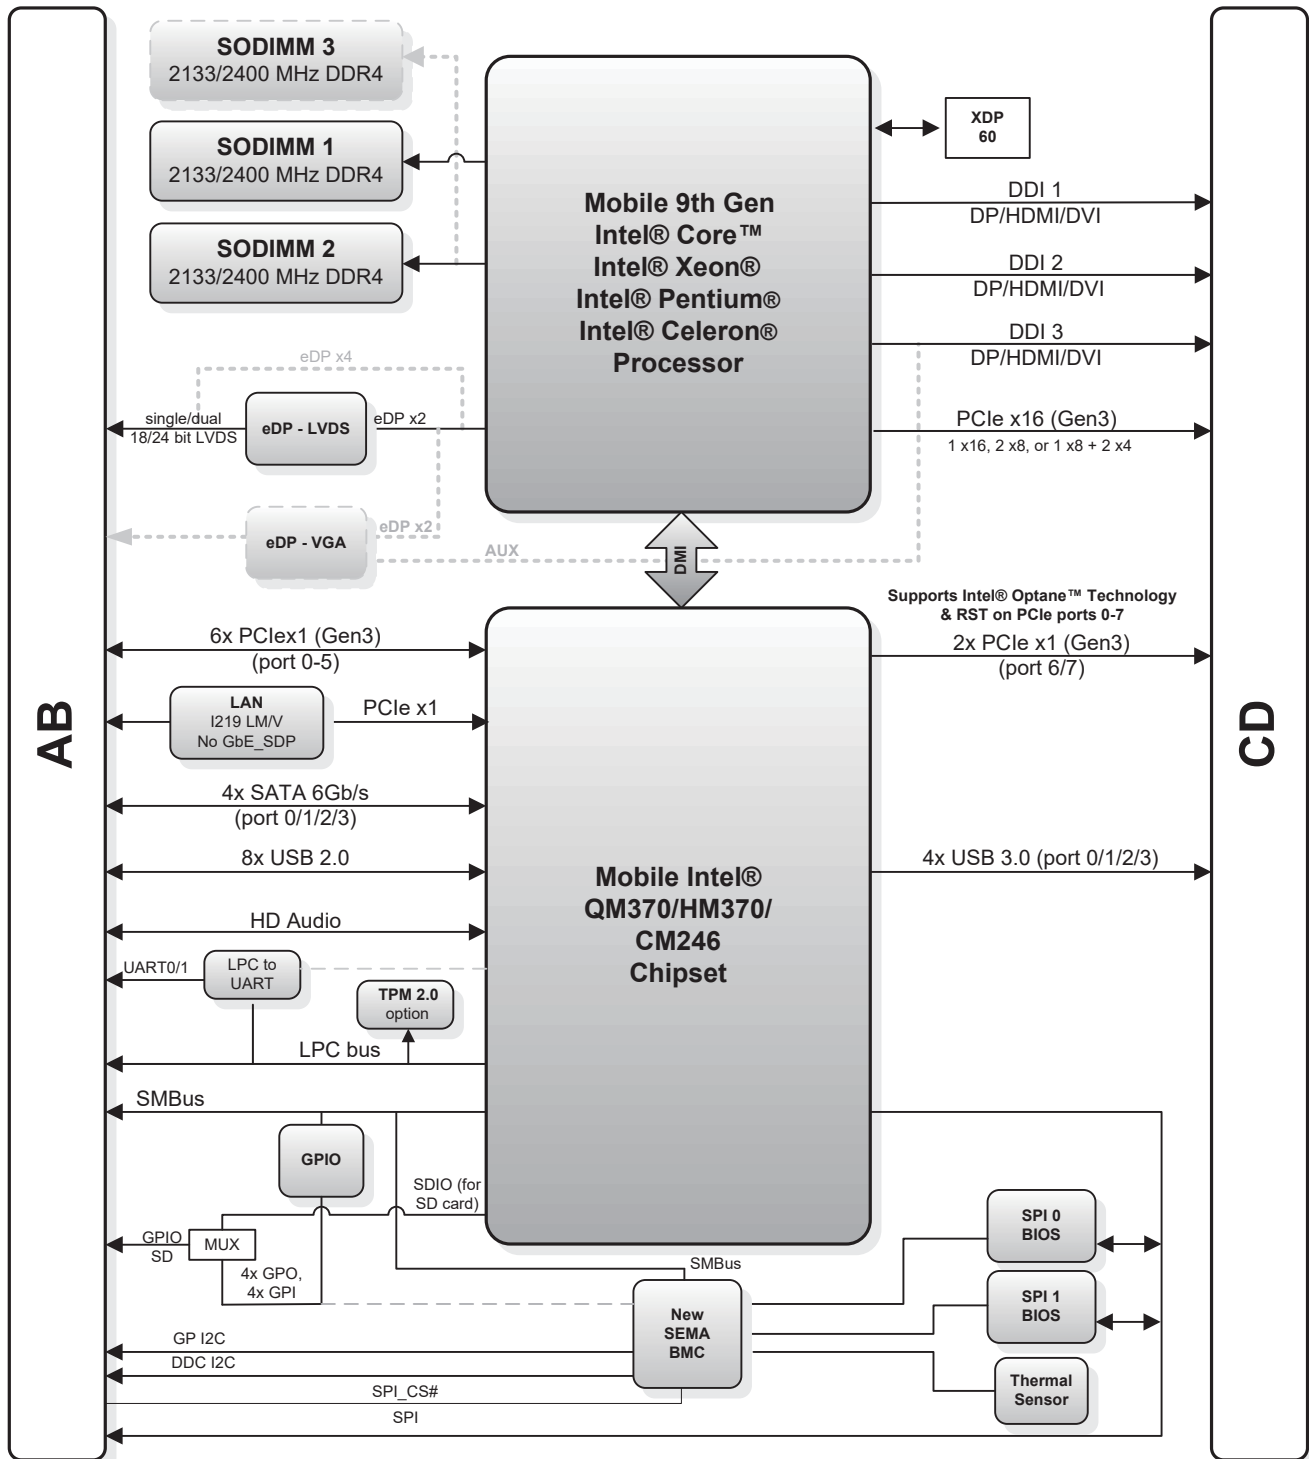 SODIMM 3
2133/2400 MHz DDR4
SODIMM 1
2133/2400 MHz DDR4
SODIMM 2
2133/2400 MHz DDR4
Mobile 9th Gen
Intel® Core™
Intel® Xeon®
Intel® Pentium®
Intel® Celeron®
Processor
XDP
60
DDI 1
DP/HDMI/DVI
DDI 2
DP/HDMI/DVI
DDI 3
DP/HDMI/DVI
PCIe x16 (Gen3)
1 x16, 2 x8, or 1 x8 + 2 x4
eDP x4
single/dual
18/24 bit LVDS
eDP - LVDS
eDP x2
eDP - VGA
eDP x2
AUX
DMI
Supports Intel® Optane™ Technology
& RST on PCIe ports 0-7
2x PCIe x1 (Gen3)
(port 6/7)
6x PCIex1 (Gen3)
(port 0-5)
LAN
I219 LM/V
No GbE_SDP
PCIe x1
AB
CD
4x SATA 6Gb/s
(port 0/1/2/3)
8x USB 2.0
4x USB 3.0 (port 0/1/2/3)
Mobile Intel®
QM370/HM370/
CM246
Chipset
HD Audio
UART0/1
LPC to
UART
TPM 2.0
option
LPC bus
SMBus
GPIO
SDIO (for
SD card)
GPIO
SD
MUX
4x GPO,
4x GPI
SMBus
New
SEMA
BMC
SPI 0
BIOS
SPI 1
BIOS
Thermal
Sensor
GP I2C
DDC I2C
SPI_CS#
SPI